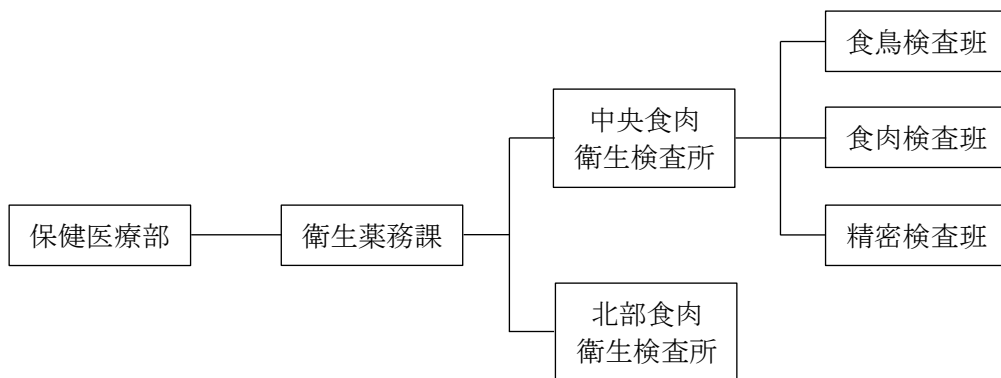 保健医療部
衛生薬務課
中央食肉
衛生検査所
北部食肉
衛生検査所
食鳥検査班
食肉検査班
精密検査班